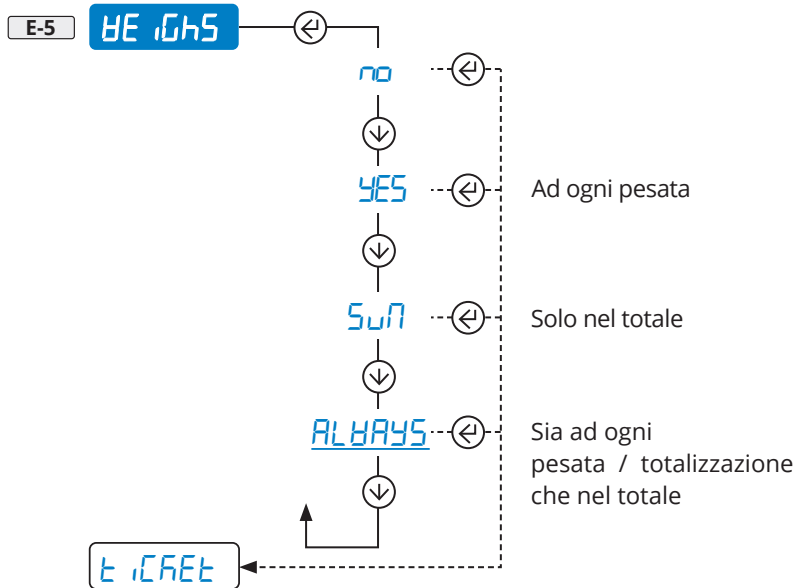 E-5 WEiGhS
no
YES Ad ogni pesata
SuM Solo nel totale
ALWAYS Sia ad ogni
pesata / totalizzazione
che nel totale
tiCKEt